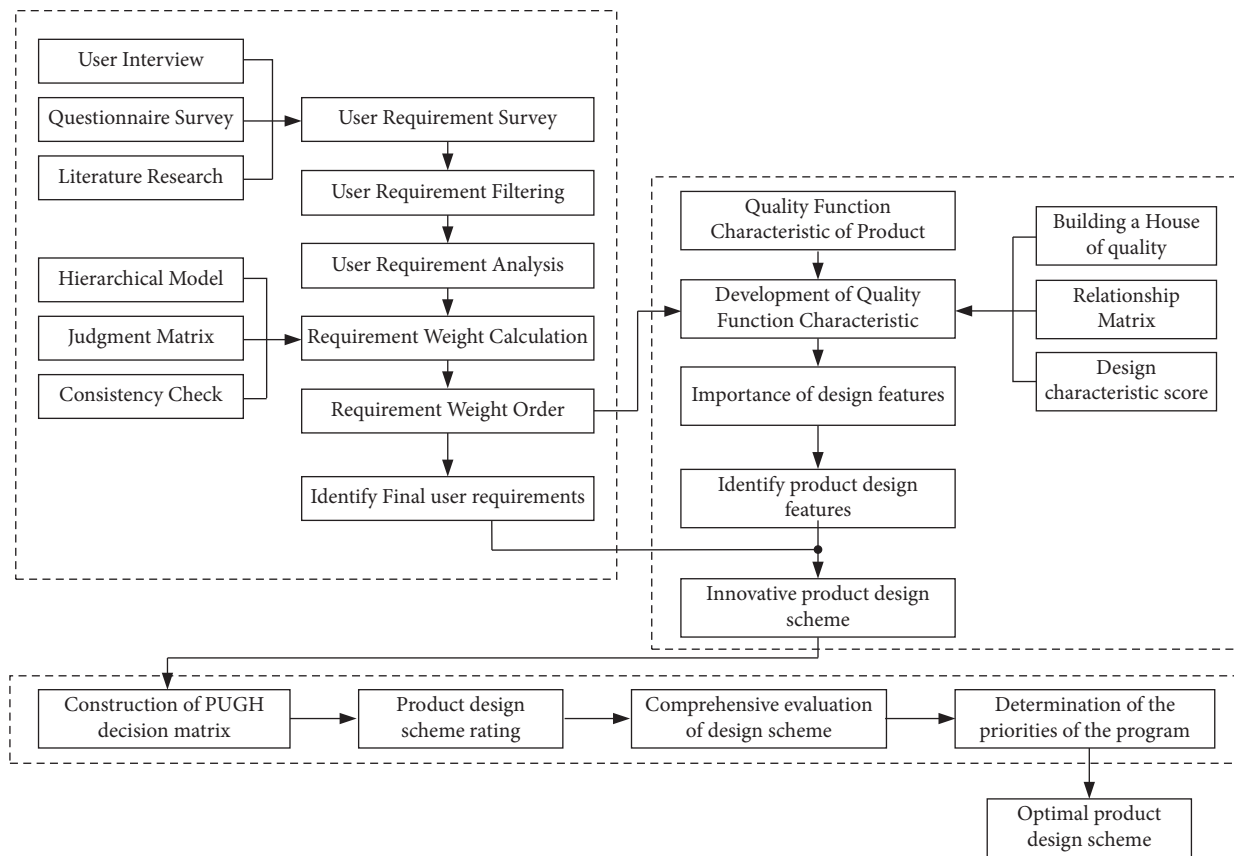 User Interview
Questionnaire Survey
Literature Research
User Requirement Survey
User Requirement Filtering
User Requirement Analysis
Hierarchical Model
Judgment Matrix
Consistency Check
Requirement Weight Calculation
Requirement Weight Order
Identify Final user requirements
Quality Function
Characteristic of Product
Development of Quality
Function Characteristic
Importance of design features
Identify product design
features
Innovative product design
scheme
Building a House
of quality
Relationship
Matrix
Design
characteristic score
Construction of PUGH
decision matrix
Product design
scheme rating
Comprehensive evaluation
of design scheme
Determination of the
priorities of the program
Optimal product
design scheme